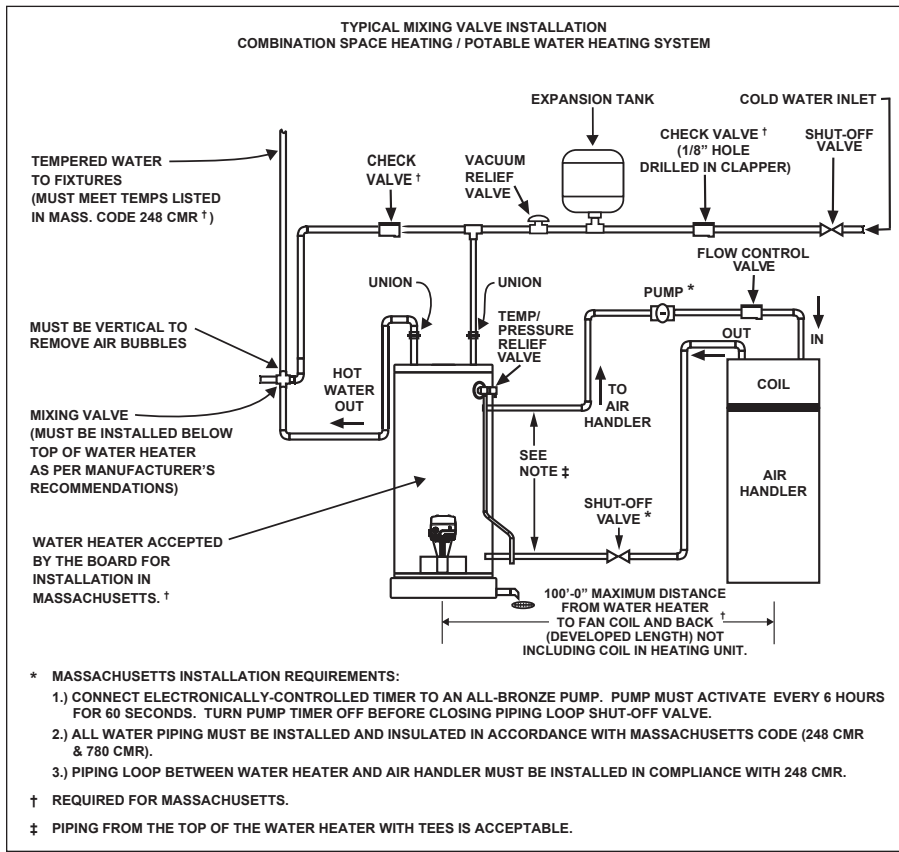 TYPICAL MIXING VALVE INSTALLATION
COMBINATION SPACE HEATING / POTABLE WATER HEATING SYSTEM
EXPANSION TANK
COLD WATER INLET
TEMPERED WATER
TO FIXTURES
(MUST MEET TEMPS LISTED
IN MASS. CODE 248 CMR †)
CHECK
VALVE †
VACUUM
RELIEF
VALVE
CHECK VALVE †
(1/8" HOLE
DRILLED IN CLAPPER)
SHUT-OFF
VALVE
FLOW CONTROL
VALVE
UNION
UNION
PUMP *
TEMP/
PRESSURE
RELIEF
VALVE
OUT
IN
MUST BE VERTICAL TO
REMOVE AIR BUBBLES
HOT
WATER
OUT
TO
AIR
HANDLER
COIL
MIXING VALVE
(MUST BE INSTALLED BELOW
TOP OF WATER HEATER
AS PER MANUFACTURER'S
RECOMMENDATIONS)
SEE
NOTE ‡
AIR
HANDLER
SHUT-OFF
VALVE *
WATER HEATER ACCEPTED
BY THE BOARD FOR
INSTALLATION IN
MASSACHUSETTS. †
100'-0" MAXIMUM DISTANCE
FROM WATER HEATER
TO FAN COIL AND BACK †
(DEVELOPED LENGTH) NOT
INCLUDING COIL IN HEATING UNIT.
* MASSACHUSETTS INSTALLATION REQUIREMENTS:
1.) CONNECT ELECTRONICALLY-CONTROLLED TIMER TO AN ALL-BRONZE PUMP. PUMP MUST ACTIVATE EVERY 6 HOURS
FOR 60 SECONDS. TURN PUMP TIMER OFF BEFORE CLOSING PIPING LOOP SHUT-OFF VALVE.
2.) ALL WATER PIPING MUST BE INSTALLED AND INSULATED IN ACCORDANCE WITH MASSACHUSETTS CODE (248 CMR
& 780 CMR).
3.) PIPING LOOP BETWEEN WATER HEATER AND AIR HANDLER MUST BE INSTALLED IN COMPLIANCE WITH 248 CMR.
† REQUIRED FOR MASSACHUSETTS.
‡ PIPING FROM THE TOP OF THE WATER HEATER WITH TEES IS ACCEPTABLE.